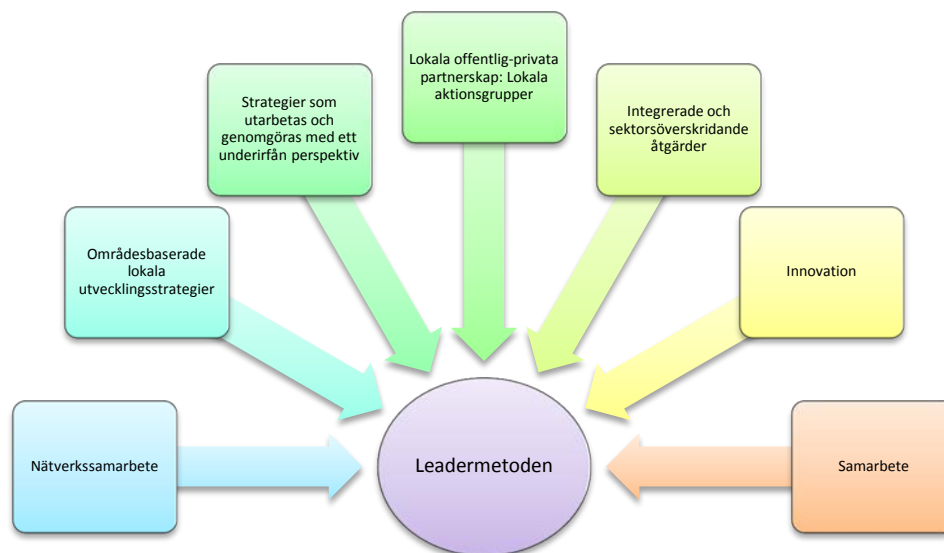 Lokala offentlig-privata
partnerskap: Lokala
aktionsgrupper
Strategier som
utarbetas och
genomgöras med ett
underirfån perspektiv
Integrerade och
sektorsöverskridande
åtgärder
Områdesbaserade
lokala
utvecklingsstrategier
Innovation
Nätverkssamarbete
Leadermetoden
Samarbete